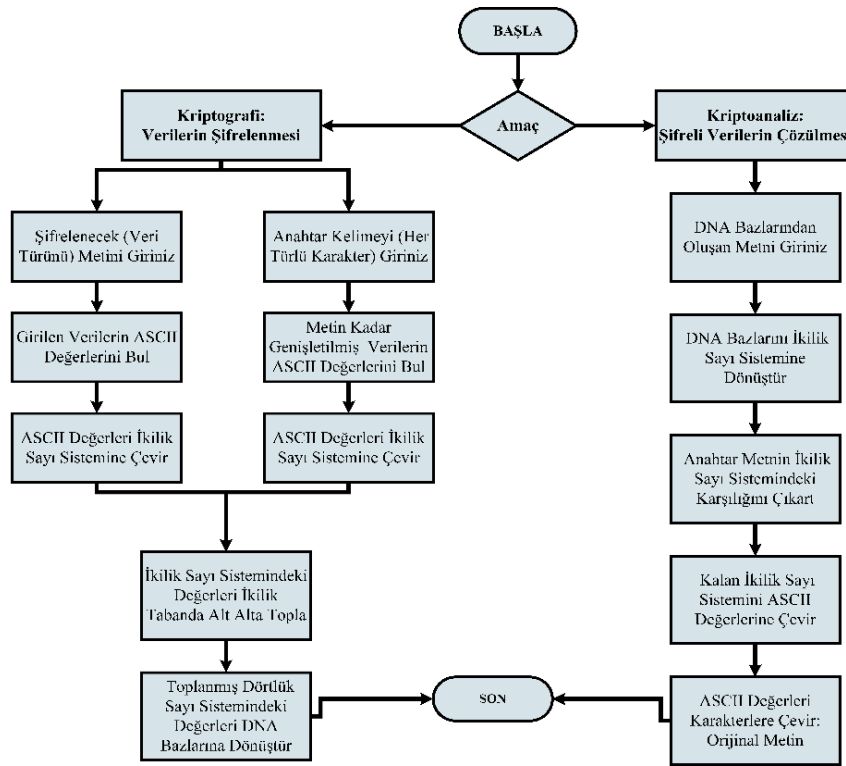 BAŞLA
Amaç
Kriptografi:
Verilerin Şifrelenmesi
Kriptoanaliz:
Şifreli Verilerin Çözülmesi
Şifrelenecek (Veri
Türünü) Metini Giriniz
Anahtar Kelimeyi (Her
Türlü Karakter) Giriniz
DNA Bazlarından
Oluşan Metni Giriniz
Girilen Verilerin ASCII
Değerlerini Bul
Metin Kadar
Genişletilmiş Verilerin
ASCII Değerlerini Bul
DNA Bazlarını İkilik
Sayı Sistemine
Dönüştür
ASCII Değerleri İkilik
Sayı Sistemine Çevir
ASCII Değerleri İkilik
Sayı Sistemine Çevir
Anahtar Metnin İkilik
Sayı Sistemindeki
Karşılığını Çıkart
İkilik Sayı Sistemindeki
Değerleri İkilik
Tabanda Alt Alta Topla
Kalan İkilik Sayı
Sistemini ASCII
Değerlerine Çevir
Toplanmış Dörtlük
Sayı Sistemindeki
Değerleri DNA
Bazlarına Dönüştür
SON
ASCII Değerleri
Karakterlere Çevir:
Orijinal Metin